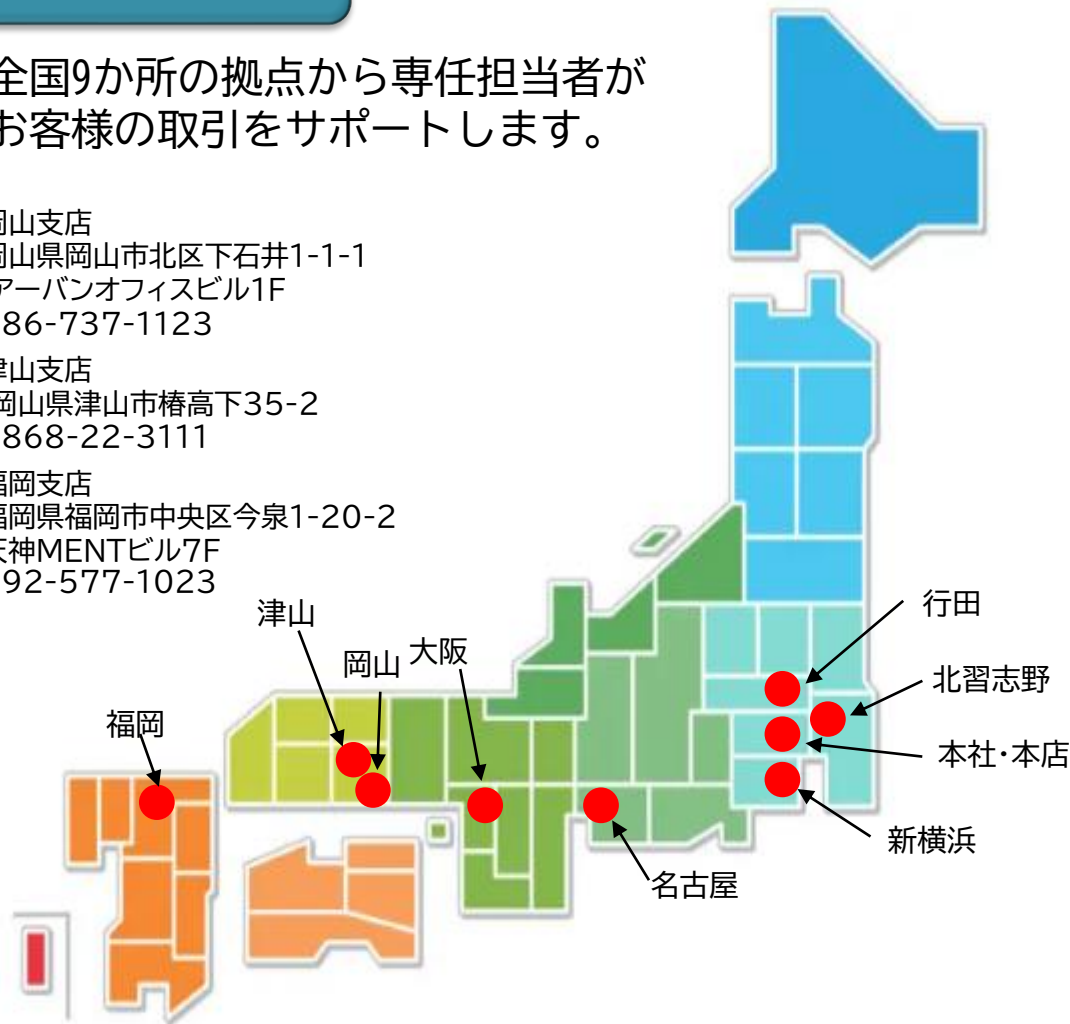 全国9か所の拠点から専任担当者が
お客様の取引をサポートします。
岡山支店
岡山県岡山市北区下石井1-1-1
アーバンオフィスビル1F
86-737-1123
津山支店
岡山県津山市椿高下35-2
868-22-3111
福岡支店
福岡県福岡市中央区今泉1-20-2
天神MENTビル7F
92-577-1023
津山
岡山
大阪
福岡
行田
北習志野
本社・本店
新横浜
名古屋